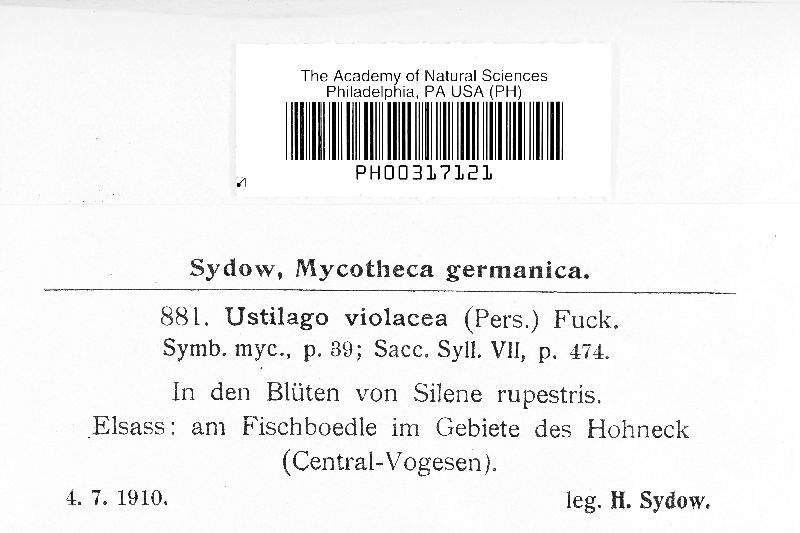 The Academy of Natural Sciences
Philadelphia, PA USA (PH)
PH00317121
Sydow, Mycotheca germanica.
881. Ustilago violacea (Pers.) Fuck.
Symb. myc., p. 39; Sacc. Syll. VII, p. 474.
In den Blüten von Silene rupestris.
Elsass: am Fischboedle im Gebiete des Hohneck
(Central-Vogesen).
4. 7. 1910. leg. H. Sydow.